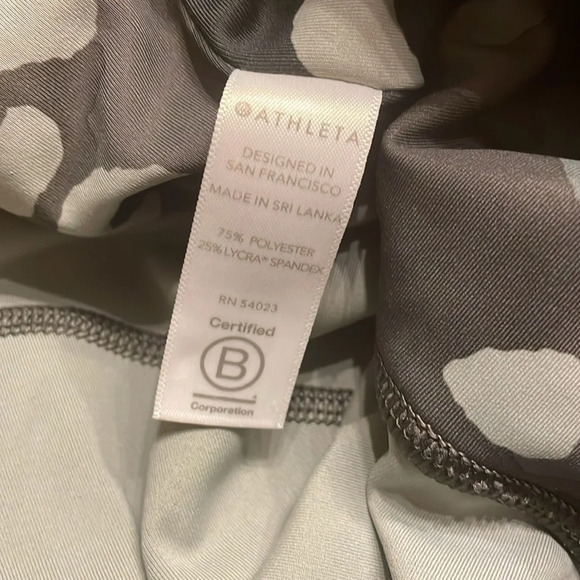 ATHLETA
DESIGNED IN
SAN FRANCISCO
MADE IN SRI LANKA
75% POLYESTER
25% LYCRA® SPANDEX
RN 54023
Certified
B
Corporation